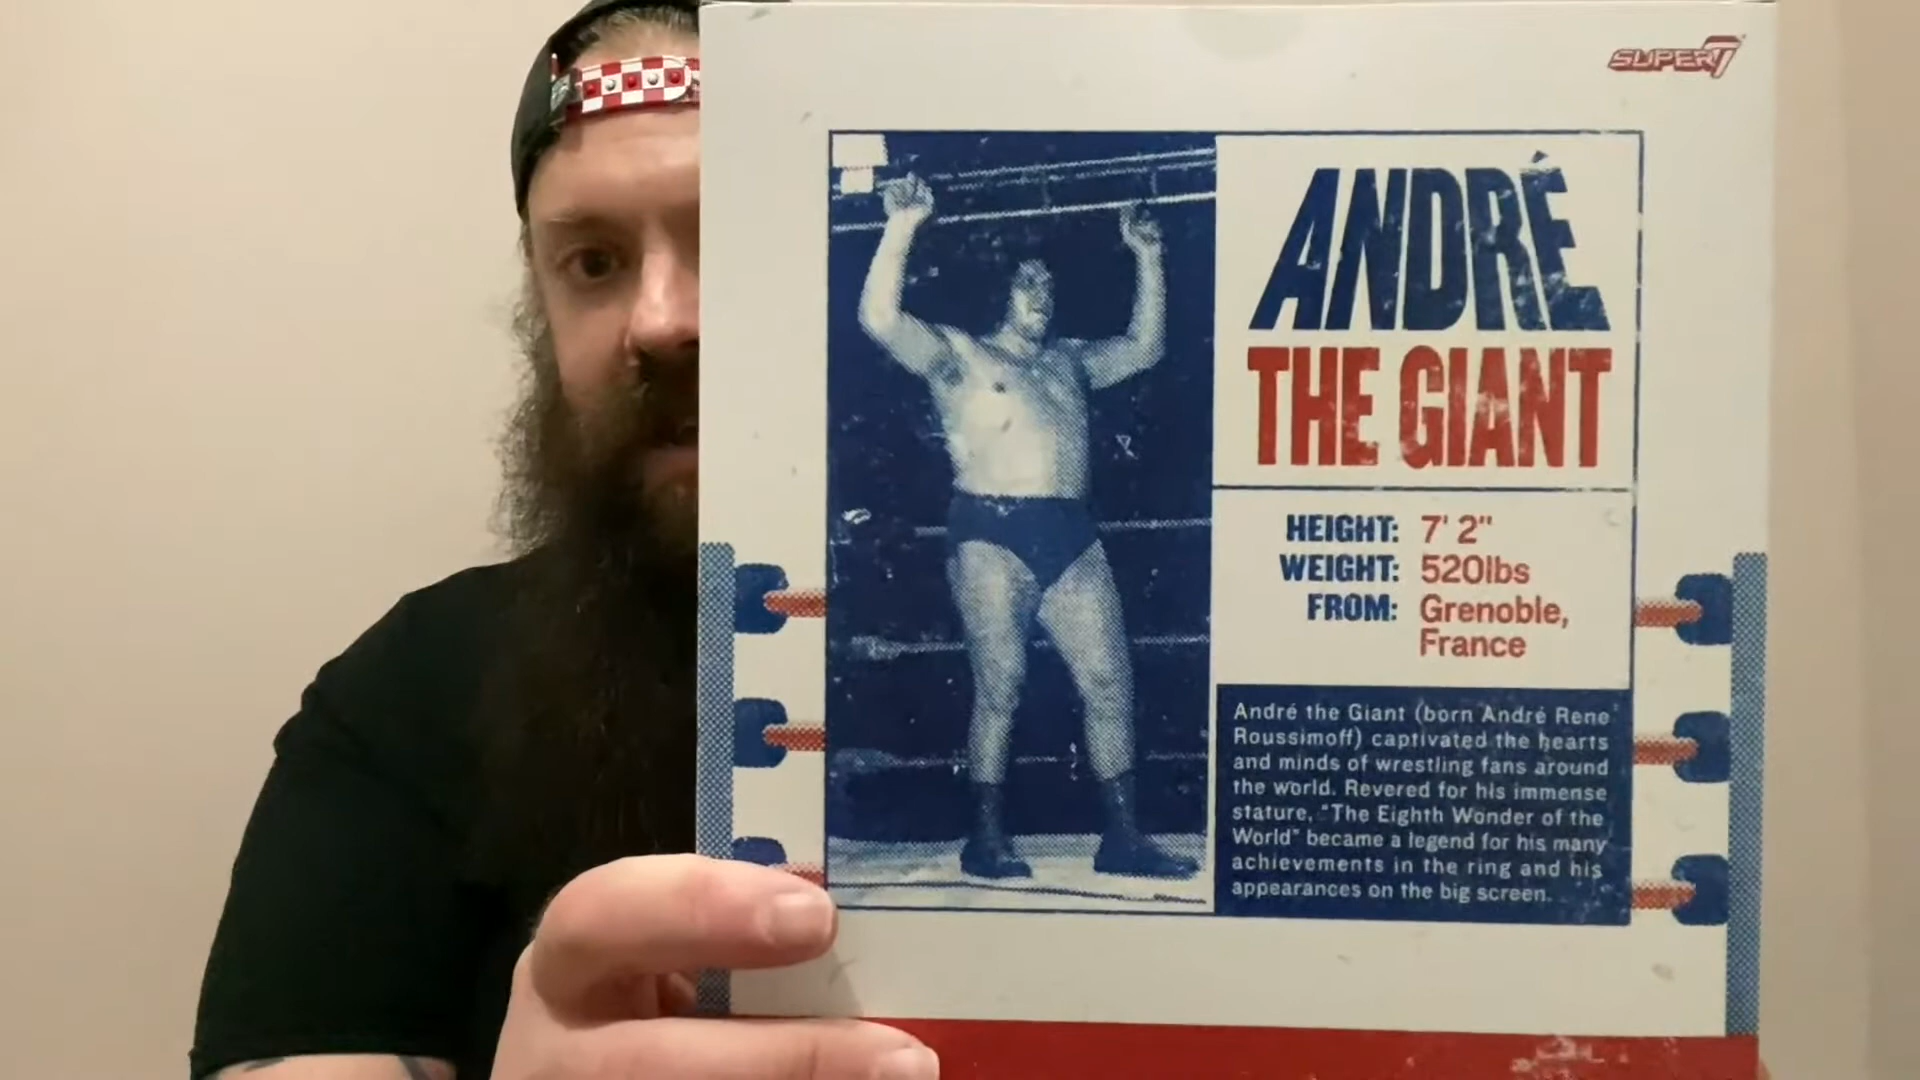 SUPER7
ANDRÉ
THE GIANT
HEIGHT: 7' 2"
WEIGHT: 520lbs
FROM: Grenoble,
France
André the Giant (born André Rene
Roussimoff) captivated the hearts
and minds of wrestling fans around
the world. Revered for his immense
stature, "The Eighth Wonder of the
World" became a legend for his many
achievements in the ring and his
appearances on the big screen.